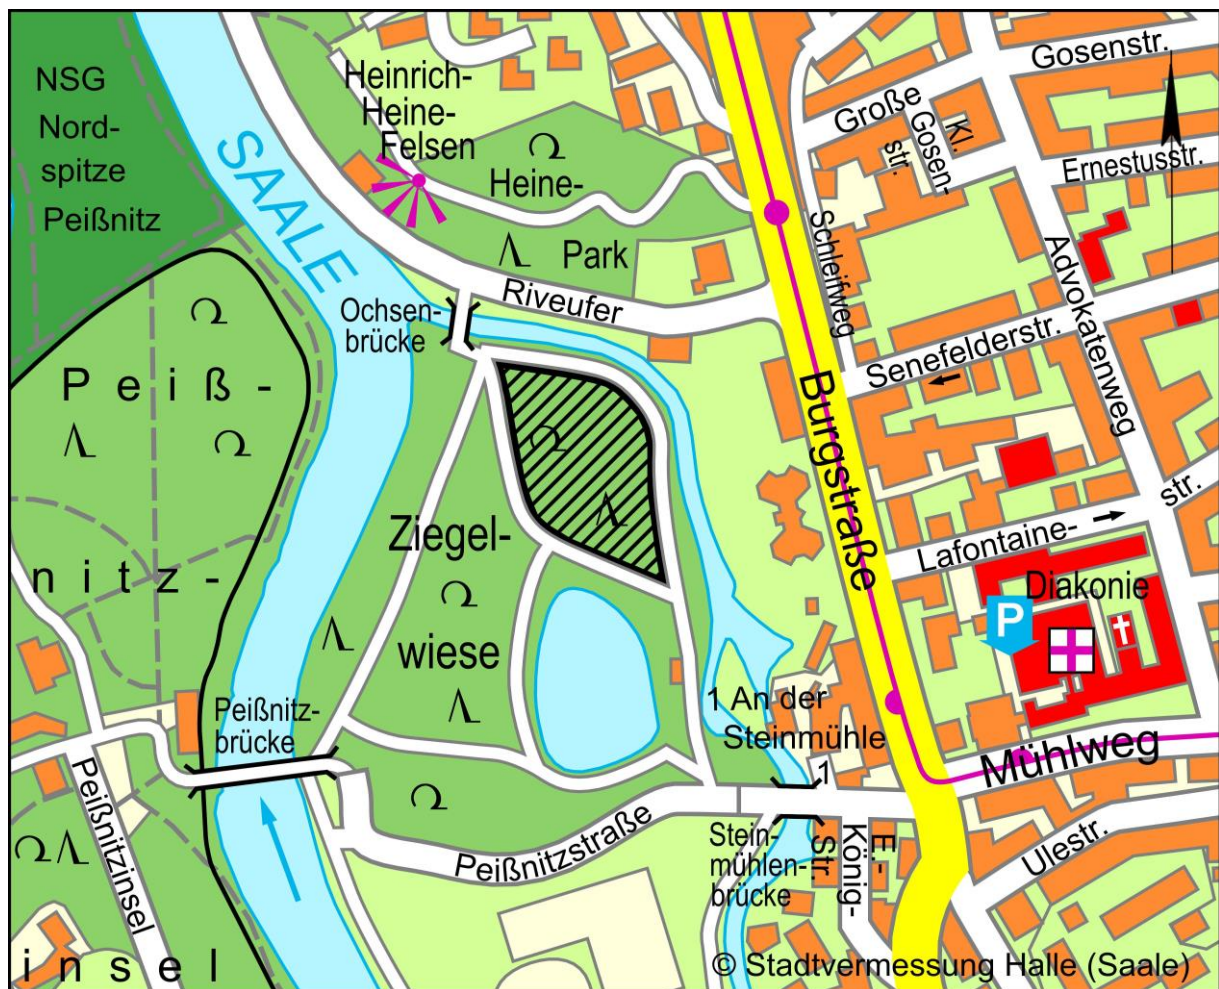 NSG
Nord-
spitze
Peißnitz
SAALE
Heinrich-
Heine-
Felsen
Heine-
Park
Riveufer
Ochsen-
brücke
Gosenstr.
Große
Gosen-
str.
Kl.
Ernestusstr.
Schleifweg
Advokatenweg
Senefelderstr.
Burgstraße
Peiß-
nitz-
insel
Ziegel-
wiese
Lafontaine-
str.
Diakonie
P
Peißnitz-
brücke
1 An der
Steinmühle
1
Mühlweg
Peißnitzinsel
Peißnitzstraße
Stein-
mühlen-
brücke
E.-
König-
Str.
Ulestr.
© Stadtvermessung Halle (Saale)